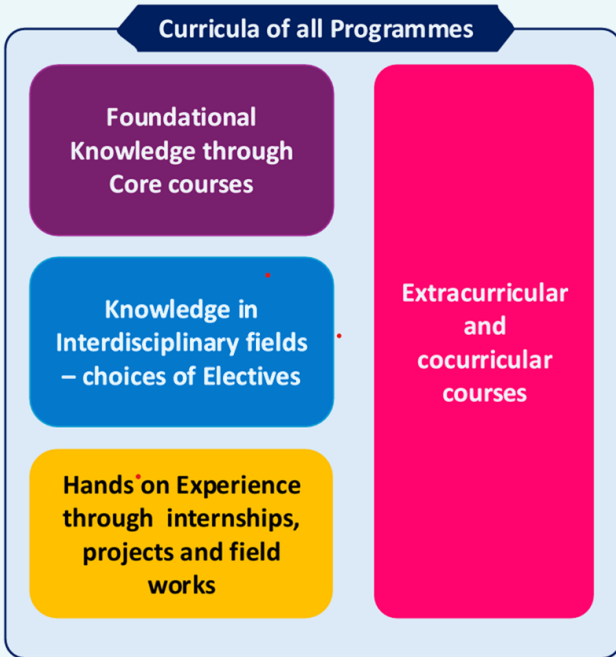 Curricula of all Programmes
Foundational
Knowledge through
Core courses
Knowledge in
Interdisciplinary fields
– choices of Electives
Hands on Experience
through internships,
projects and field
works
Extracurricular
and
cocurricular
courses